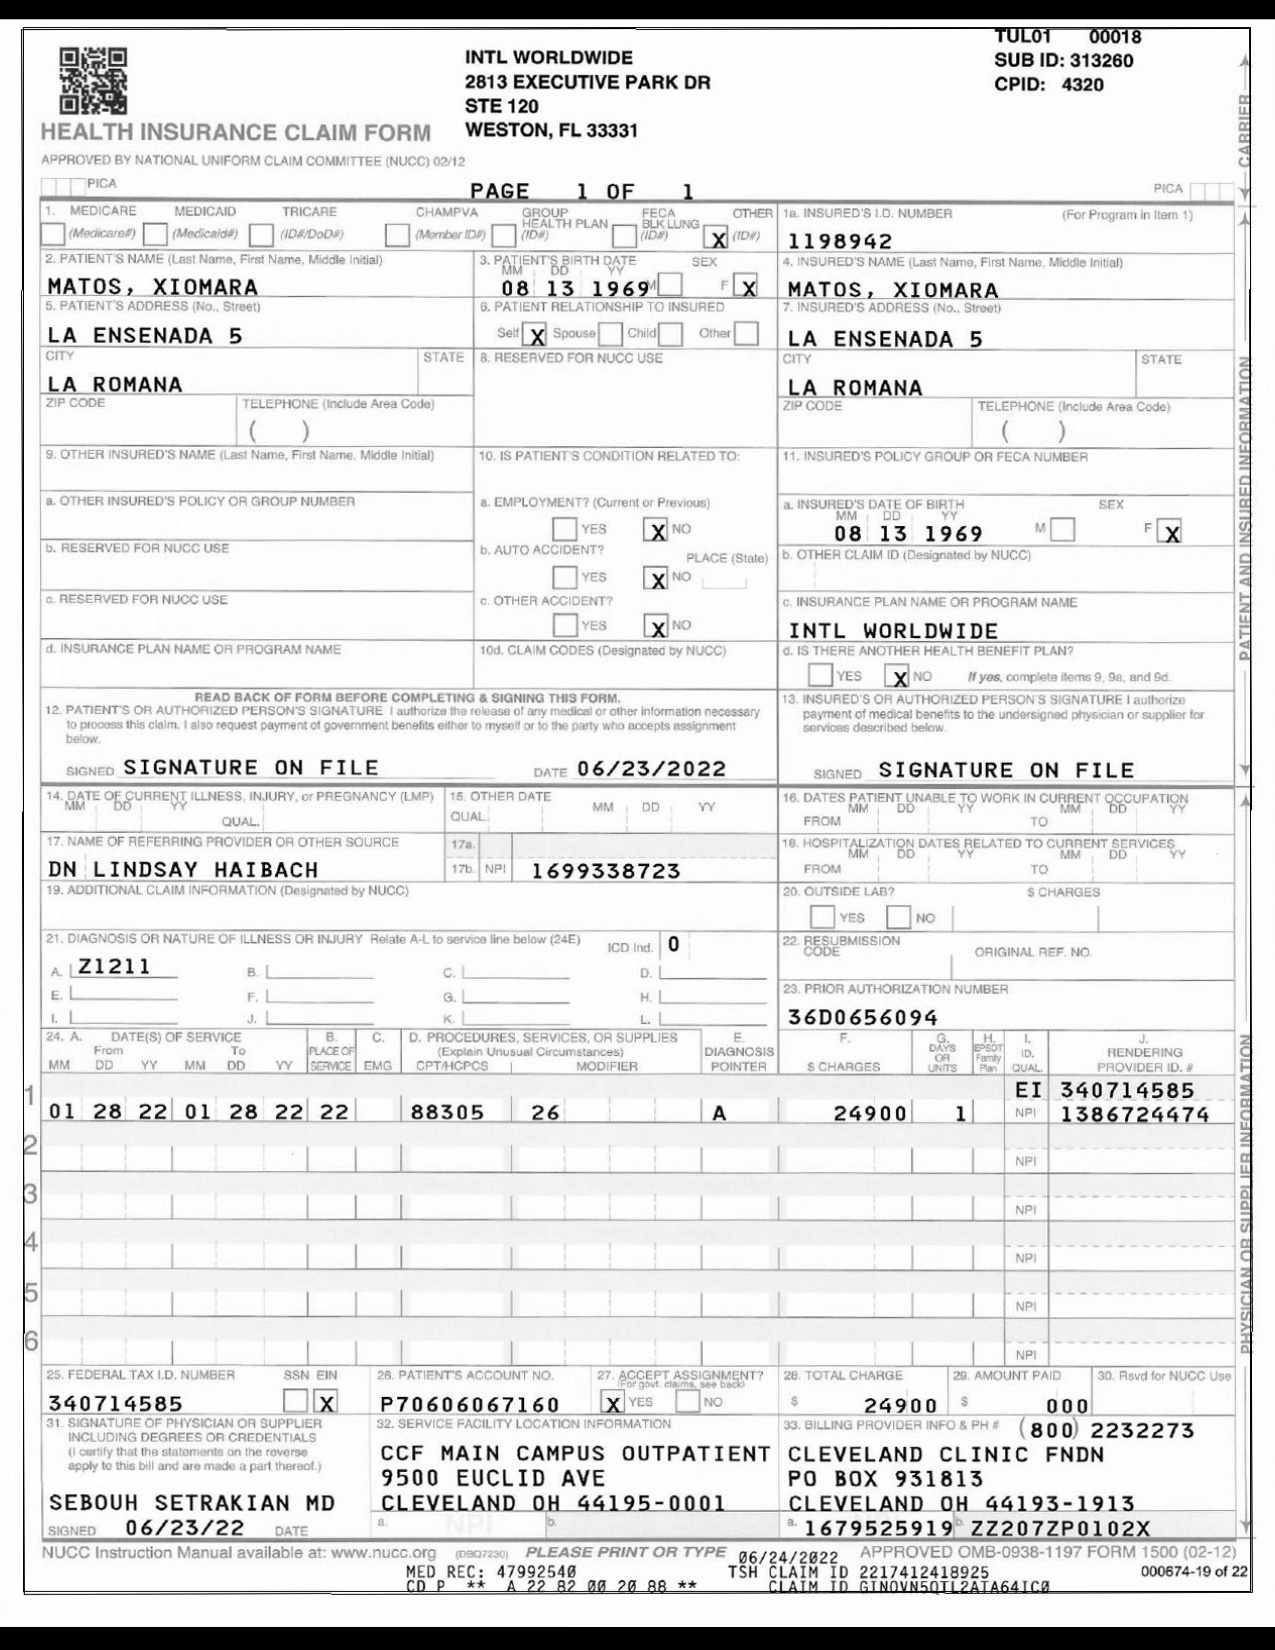 TUL01 00018
INTL WORLDWIDE
SUB ID: 313260
2813 EXECUTIVE PARK DR
CPID: 4320
STE 120
WESTON, FL 33331
HEALTH INSURANCE CLAIM FORM
APPROVED BY NATIONAL UNIFORM CLAIM COMMITTEE (NUCC) 02/12
PICA
PAGE 1 OF 1
PICA
CARRIER
1. MEDICARE MEDICAID TRICARE CHAMPVA GROUP HEALTH PLAN FECA BLK LUNG OTHER
(Medicare#) (Medicaid#) (ID#/DoD#) (Member ID#) (ID#) (ID#) X (ID#)
1a. INSURED'S I.D. NUMBER (For Program in Item 1)
1198942
2. PATIENT'S NAME (Last Name, First Name, Middle Initial)
MATOS, XIOMARA
3. PATIENT'S BIRTH DATE SEX
MM DD YY
08 13 1969 M F X
4. INSURED'S NAME (Last Name, First Name, Middle Initial)
MATOS, XIOMARA
5. PATIENT'S ADDRESS (No., Street)
LA ENSENADA 5
6. PATIENT RELATIONSHIP TO INSURED
Self X Spouse Child Other
7. INSURED'S ADDRESS (No., Street)
LA ENSENADA 5
CITY STATE
LA ROMANA
8. RESERVED FOR NUCC USE
CITY STATE
LA ROMANA
ZIP CODE TELEPHONE (Include Area Code)
( )
ZIP CODE TELEPHONE (Include Area Code)
( )
9. OTHER INSURED'S NAME (Last Name, First Name, Middle Initial)
10. IS PATIENT'S CONDITION RELATED TO:
11. INSURED'S POLICY GROUP OR FECA NUMBER
a. OTHER INSURED'S POLICY OR GROUP NUMBER
a. EMPLOYMENT? (Current or Previous)
YES X NO
a. INSURED'S DATE OF BIRTH SEX
MM DD YY
08 13 1969 M F X
b. RESERVED FOR NUCC USE
b. AUTO ACCIDENT? PLACE (State)
YES X NO
b. OTHER CLAIM ID (Designated by NUCC)
c. RESERVED FOR NUCC USE
c. OTHER ACCIDENT?
YES X NO
c. INSURANCE PLAN NAME OR PROGRAM NAME
INTL WORLDWIDE
d. INSURANCE PLAN NAME OR PROGRAM NAME
10d. CLAIM CODES (Designated by NUCC)
d. IS THERE ANOTHER HEALTH BENEFIT PLAN?
YES X NO If yes, complete items 9, 9a, and 9d.
PATIENT AND INSURED INFORMATION
READ BACK OF FORM BEFORE COMPLETING & SIGNING THIS FORM.
12. PATIENT'S OR AUTHORIZED PERSON'S SIGNATURE I authorize the release of any medical or other information necessary
to process this claim. I also request payment of government benefits either to myself or to the party who accepts assignment
below.
SIGNED SIGNATURE ON FILE DATE 06/23/2022
13. INSURED'S OR AUTHORIZED PERSON'S SIGNATURE I authorize
payment of medical benefits to the undersigned physician or supplier for
services described below.
SIGNED SIGNATURE ON FILE
14. DATE OF CURRENT ILLNESS, INJURY, or PREGNANCY (LMP)
MM DD YY
QUAL.
15. OTHER DATE
QUAL. MM DD YY
16. DATES PATIENT UNABLE TO WORK IN CURRENT OCCUPATION
MM DD YY MM DD YY
FROM TO
17. NAME OF REFERRING PROVIDER OR OTHER SOURCE
DN LINDSAY HAIBACH
17a.
17b. NPI 1699338723
18. HOSPITALIZATION DATES RELATED TO CURRENT SERVICES
MM DD YY MM DD YY
FROM TO
19. ADDITIONAL CLAIM INFORMATION (Designated by NUCC)
20. OUTSIDE LAB? $ CHARGES
YES NO
21. DIAGNOSIS OR NATURE OF ILLNESS OR INJURY Relate A-L to service line below (24E) ICD Ind. 0
A. Z1211 B. C. D.
E. F. G. H.
I. J. K. L.
22. RESUBMISSION CODE ORIGINAL REF. NO.
23. PRIOR AUTHORIZATION NUMBER
36D0656094
24. A. DATE(S) OF SERVICE B. C. D. PROCEDURES, SERVICES, OR SUPPLIES E. F. G. H. I. J.
From To PLACE OF (Explain Unusual Circumstances) DIAGNOSIS DAYS OR EPSDT Family ID. RENDERING
MM DD YY MM DD YY SERVICE EMG CPT/HCPCS MODIFIER POINTER $ CHARGES UNITS Plan QUAL. PROVIDER ID. #
EI 340714585
1 01 28 22 01 28 22 22 88305 26 A 24900 1 NPI 1386724474
2 NPI
3 NPI
4 NPI
5 NPI
6 NPI
PHYSICIAN OR SUPPLIER INFORMATION
25. FEDERAL TAX I.D. NUMBER SSN EIN
340714585 X
26. PATIENT'S ACCOUNT NO.
P70606067160
27. ACCEPT ASSIGNMENT?
(For govt. claims, see back)
X YES NO
28. TOTAL CHARGE
$ 24900
29. AMOUNT PAID
$ 000
30. Rsvd for NUCC Use
31. SIGNATURE OF PHYSICIAN OR SUPPLIER
INCLUDING DEGREES OR CREDENTIALS
(I certify that the statements on the reverse
apply to this bill and are made a part thereof.)
SEBOUH SETRAKIAN MD
SIGNED 06/23/22 DATE
32. SERVICE FACILITY LOCATION INFORMATION
CCF MAIN CAMPUS OUTPATIENT
9500 EUCLID AVE
CLEVELAND OH 44195-0001
a. NPI b.
33. BILLING PROVIDER INFO & PH # (800) 2232273
CLEVELAND CLINIC FNDN
PO BOX 931813
CLEVELAND OH 44193-1913
a. 1679525919 b. ZZ207ZP0102X
NUCC Instruction Manual available at: www.nucc.org (DBQ7230) PLEASE PRINT OR TYPE 06/24/2022 APPROVED OMB-0938-1197 FORM 1500 (02-12)
MED REC: 47992540 TSH CLAIM ID 2217412418925 000674-19 of 22
CD P ** A 22 82 00 20 88 ** CLAIM ID GINOVN5QTL2ATA64IC0